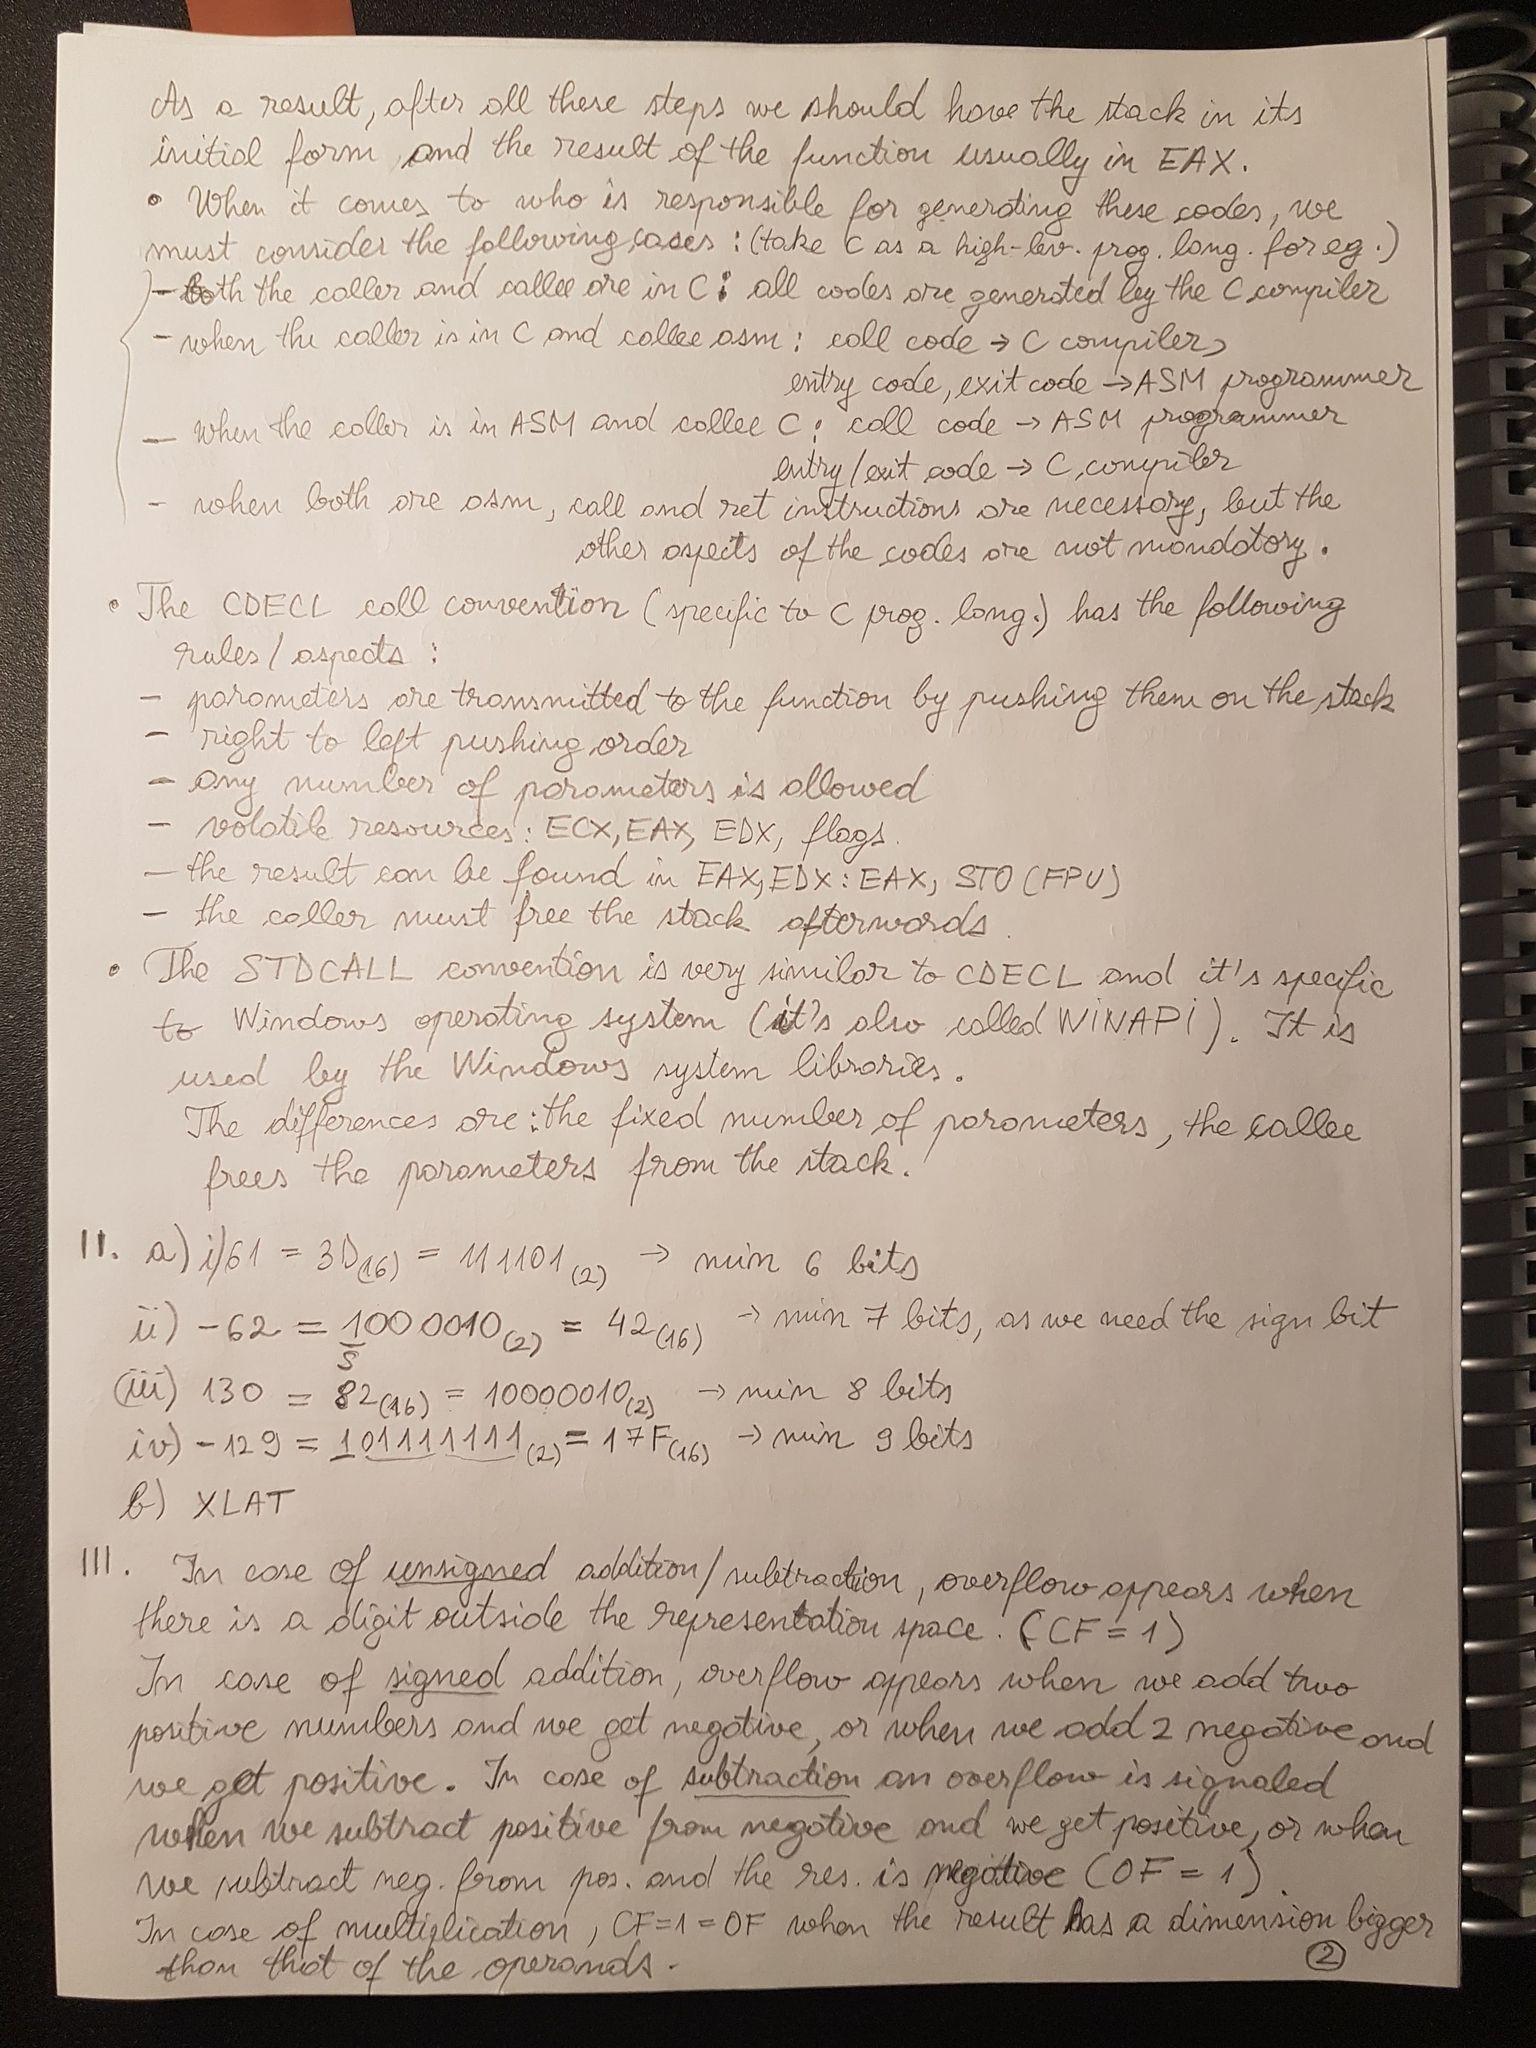 As a result, after all these steps we should have the stack in its
initial form, and the result of the function usually in EAX.
• When it comes to who is responsible for generating these codes, we
must consider the following cases : (take C as a high-lev. prog. lang. for eg.)
- both the caller and callee are in C : all codes are generated by the C compiler
- when the caller is in C and callee asm : call code → C compiler,
entry code, exit code → ASM programmer
- when the caller is in ASM and callee C : call code → ASM programmer
entry/exit code → C compiler
- when both are asm, call and ret instructions are necessary, but the
other aspects of the codes are not mandatory.
• The CDECL call convention (specific to C prog. lang.) has the following
rules/aspects :
- parameters are transmitted to the function by pushing them on the stack
- right to left pushing order
- any number of parameters is allowed
- volatile resources : ECX, EAX, EDX, flags.
- the result can be found in EAX, EDX : EAX, ST0 (FPU)
- the caller must free the stack afterwards.
• The STDCALL convention is very similar to CDECL and it's specific
to Windows operating system (it's also called WINAPI). It is
used by the Windows system libraries.
The differences are : the fixed number of parameters, the callee
frees the parameters from the stack.
II. a) i) 61 = 3D(16) = 111101(2) → min 6 bits
ii) -62 = 1000010(2) = 42(16) → min 7 bits, as we need the sign bit
S
(iii) 130 = 82(16) = 10000010(2) → min 8 bits
iv) -129 = 101111111(2) = 17F(16) → min 9 bits
b) XLAT
III. In case of unsigned addition/subtraction, overflow appears when
there is a digit outside the representation space. (CF = 1)
In case of signed addition, overflow appears when we add two
positive numbers and we get negative, or when we add 2 negative and
we get positive. In case of subtraction an overflow is signaled
when we subtract positive from negative and we get positive, or when
we subtract neg. from pos. and the res. is negative (OF = 1).
In case of multiplication, CF=1=OF when the result has a dimension bigger
than that of the operands.
2